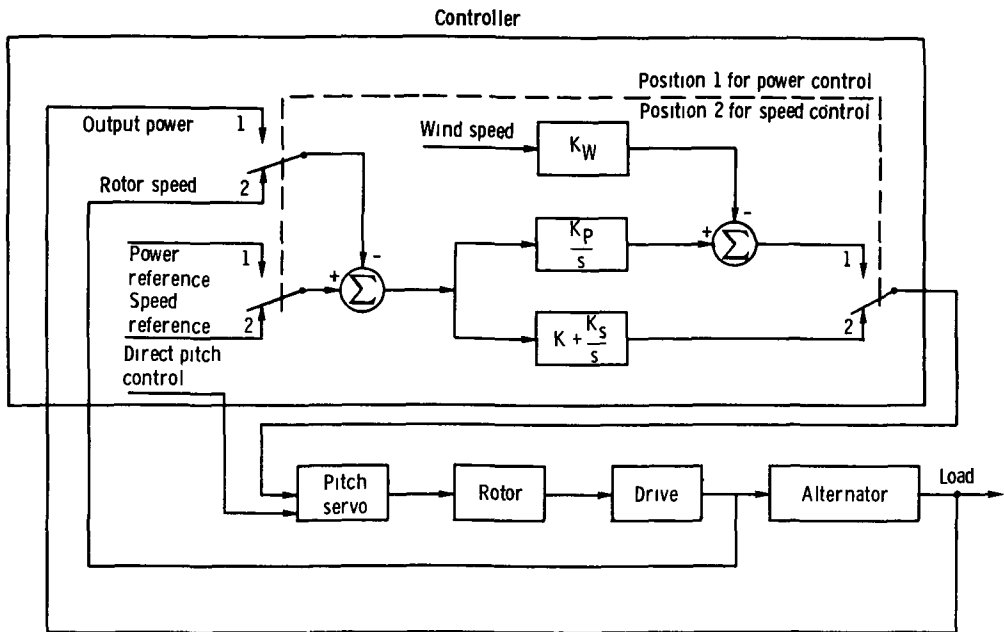 Controller
Position 1 for power control
Position 2 for speed control
Output power
1
Wind speed
K_W
Rotor speed
2
-
-
Power
reference
1
K_P
s
+
Σ
1
Speed
reference
2
+
Σ
K + K_s
s
2
Direct pitch
control
Pitch
servo
Rotor
Drive
Alternator
Load